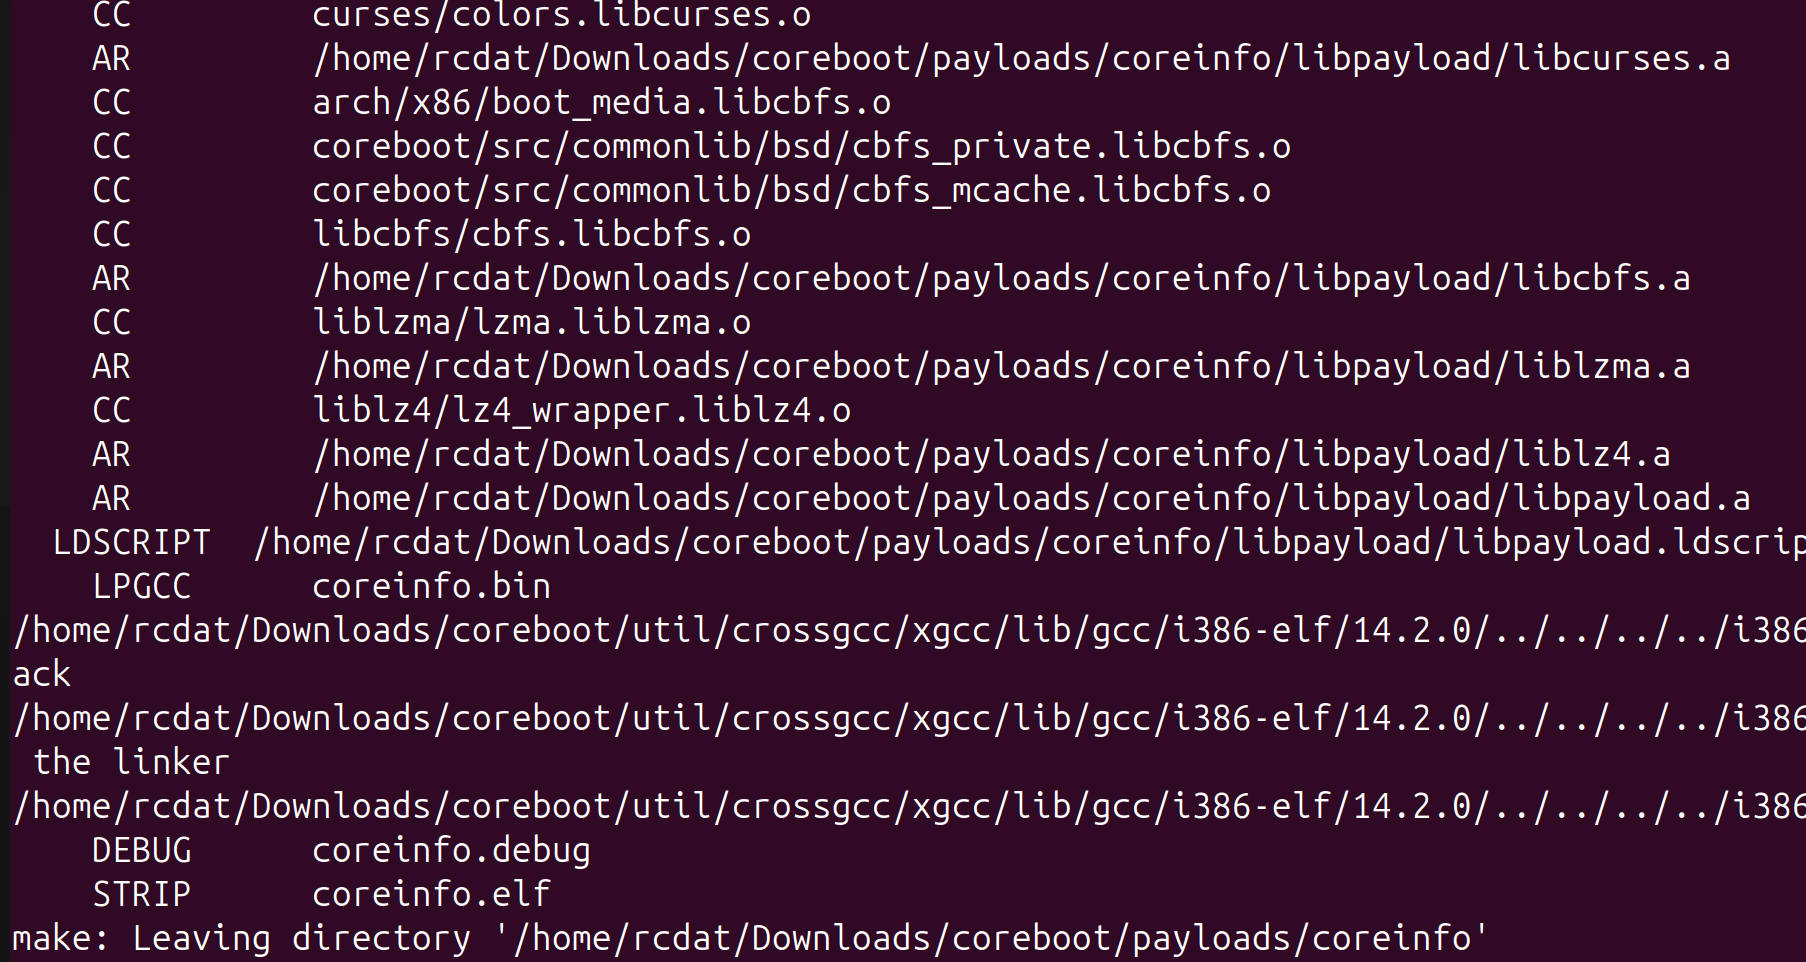 CC curses/colors.libcurses.o
AR /home/rcdat/Downloads/coreboot/payloads/coreinfo/libpayload/libcurses.a
CC arch/x86/boot_media.libcbfs.o
CC coreboot/src/commonlib/bsd/cbfs_private.libcbfs.o
CC coreboot/src/commonlib/bsd/cbfs_mcache.libcbfs.o
CC libcbfs/cbfs.libcbfs.o
AR /home/rcdat/Downloads/coreboot/payloads/coreinfo/libpayload/libcbfs.a
CC liblzma/lzma.liblzma.o
AR /home/rcdat/Downloads/coreboot/payloads/coreinfo/libpayload/liblzma.a
CC liblz4/lz4_wrapper.liblz4.o
AR /home/rcdat/Downloads/coreboot/payloads/coreinfo/libpayload/liblz4.a
AR /home/rcdat/Downloads/coreboot/payloads/coreinfo/libpayload/libpayload.a
LDSCRIPT /home/rcdat/Downloads/coreboot/payloads/coreinfo/libpayload/libpayload.ldscrip
LPGCC coreinfo.bin
/home/rcdat/Downloads/coreboot/util/crossgcc/xgcc/lib/gcc/i386-elf/14.2.0/../../../../i386
ack
/home/rcdat/Downloads/coreboot/util/crossgcc/xgcc/lib/gcc/i386-elf/14.2.0/../../../../i386
the linker
/home/rcdat/Downloads/coreboot/util/crossgcc/xgcc/lib/gcc/i386-elf/14.2.0/../../../../i386
DEBUG coreinfo.debug
STRIP coreinfo.elf
make: Leaving directory '/home/rcdat/Downloads/coreboot/payloads/coreinfo'